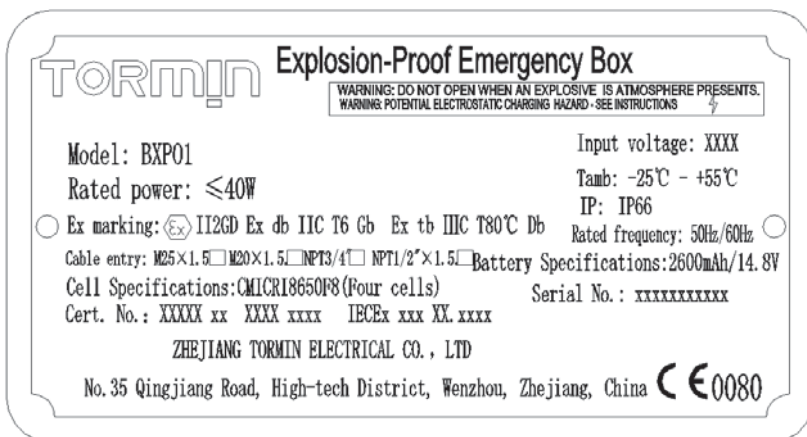 TORMIN Explosion-Proof Emergency Box
WARNING: DO NOT OPEN WHEN AN EXPLOSIVE IS ATMOSPHERE PRESENTS.
WARNING: POTENTIAL ELECTROSTATIC CHARGING HAZARD - SEE INSTRUCTIONS
Model: BXP01
Input voltage: XXXX
Rated power: ≤40W
Tamb: -25℃ - +55℃
IP: IP66
Ex marking: Ex II2GD Ex db IIC T6 Gb Ex tb IIIC T80℃ Db
Rated frequency: 50Hz/60Hz
Cable entry: M25×1.5□ M20×1.5□ NPT3/4"□ NPT1/2"×1.5□
Battery Specifications:2600mAh/14.8V
Cell Specifications:CMICR18650F8(Four cells)
Serial No.: xxxxxxxxxxx
Cert. No.: XXXXX xx XXXX xxxx IECEx xxx XX.xxxx
ZHEJIANG TORMIN ELECTRICAL CO., LTD
No.35 Qingjiang Road, High-tech District, Wenzhou, Zhejiang, China CE0080